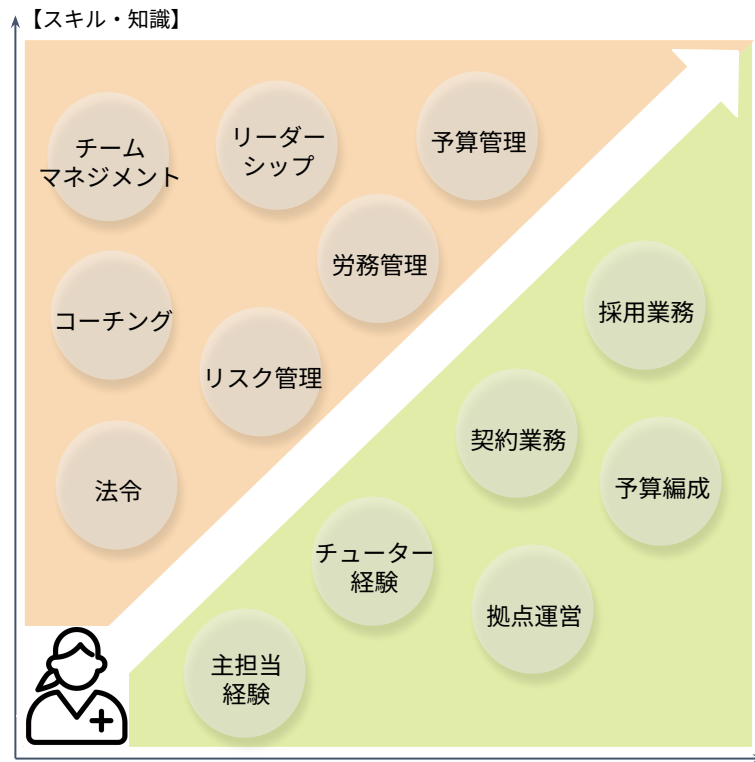 【スキル・知識】
チーム
マネジメント
リーダー
シップ
予算管理
労務管理
コーチング
リスク管理
法令
採用業務
契約業務
予算編成
チューター
経験
拠点運営
主担当
経験